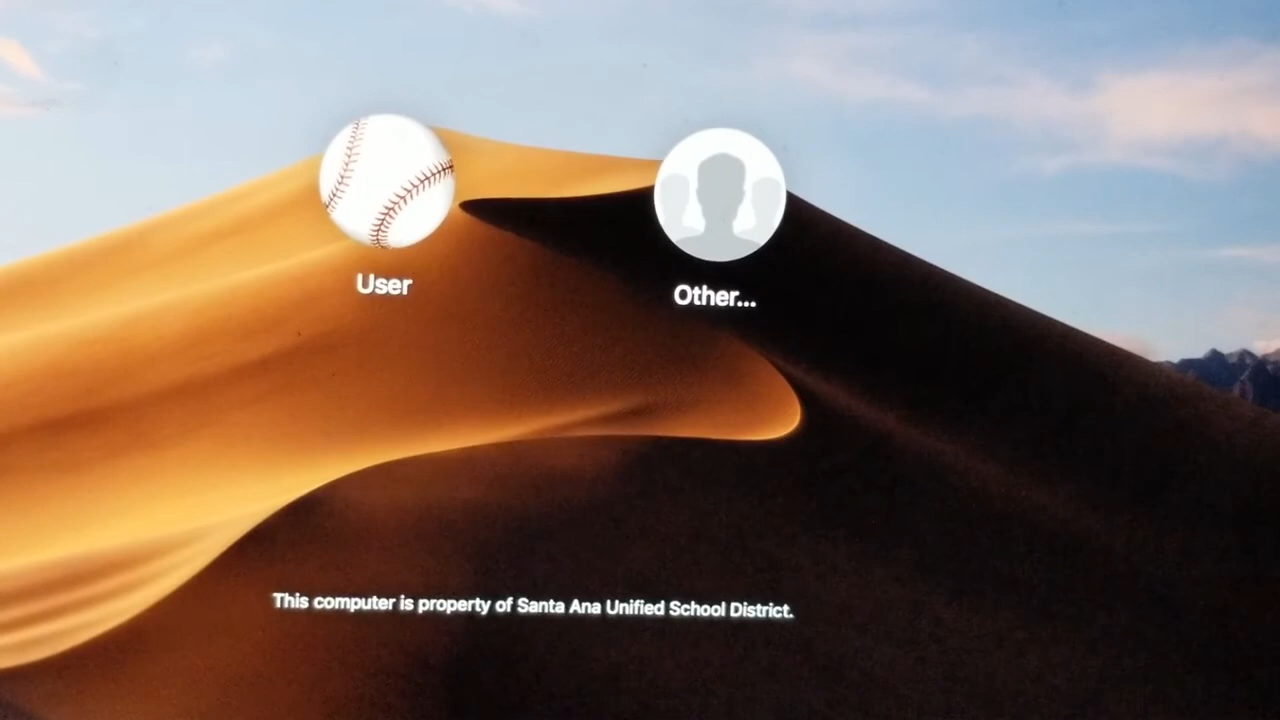 User
Other...
This computer is property of Santa Ana Unified School District.